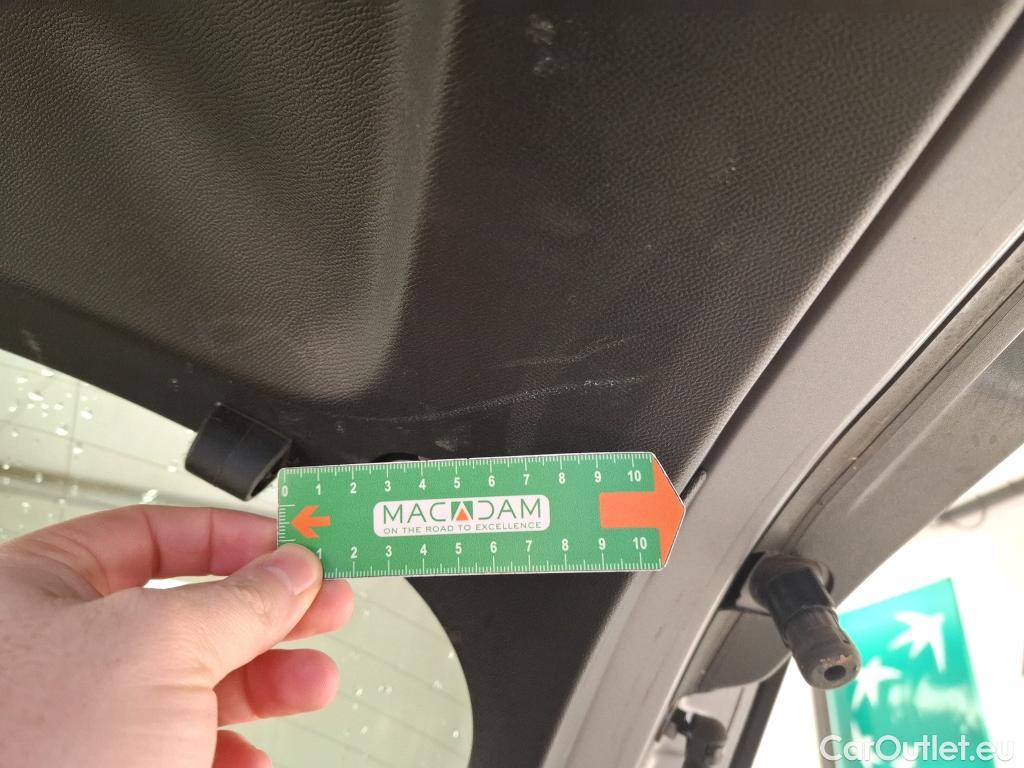 0 1 2 3 4 5 6 7 8 9 10
MACADAM
ON THE ROAD TO EXCELLENCE
1 2 3 4 5 6 7 8 9 10
CarOutlet.eu